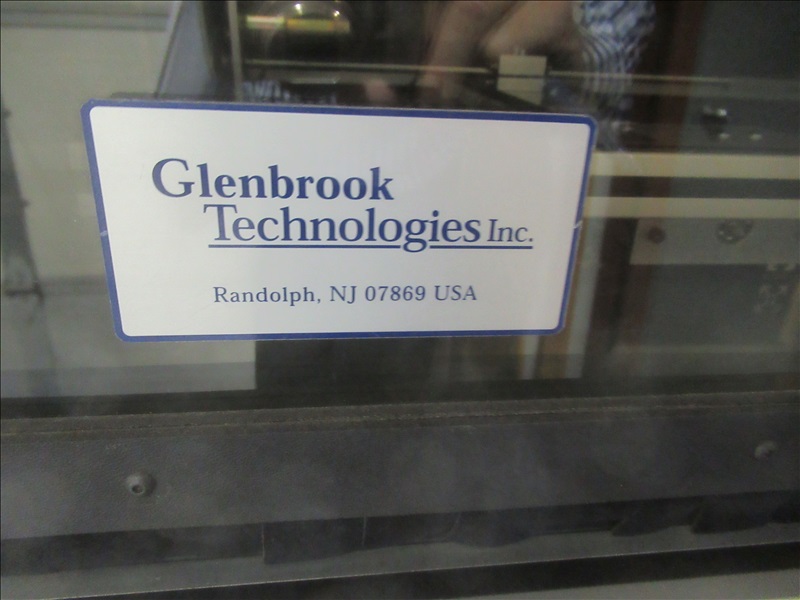 Glenbrook
Technologies Inc.
Randolph, NJ 07869 USA